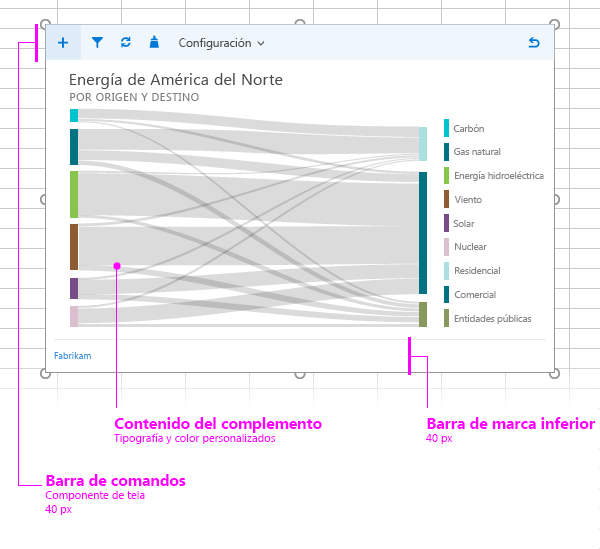 Configuración
Energía de América del Norte
POR ORIGEN Y DESTINO
Carbón
Gas natural
Energía hidroeléctrica
Viento
Solar
Nuclear
Residencial
Comercial
Entidades públicas
Fabrikam
Contenido del complemento
Tipografía y color personalizados
Barra de marca inferior
40 px
Barra de comandos
Componente de tela
40 px